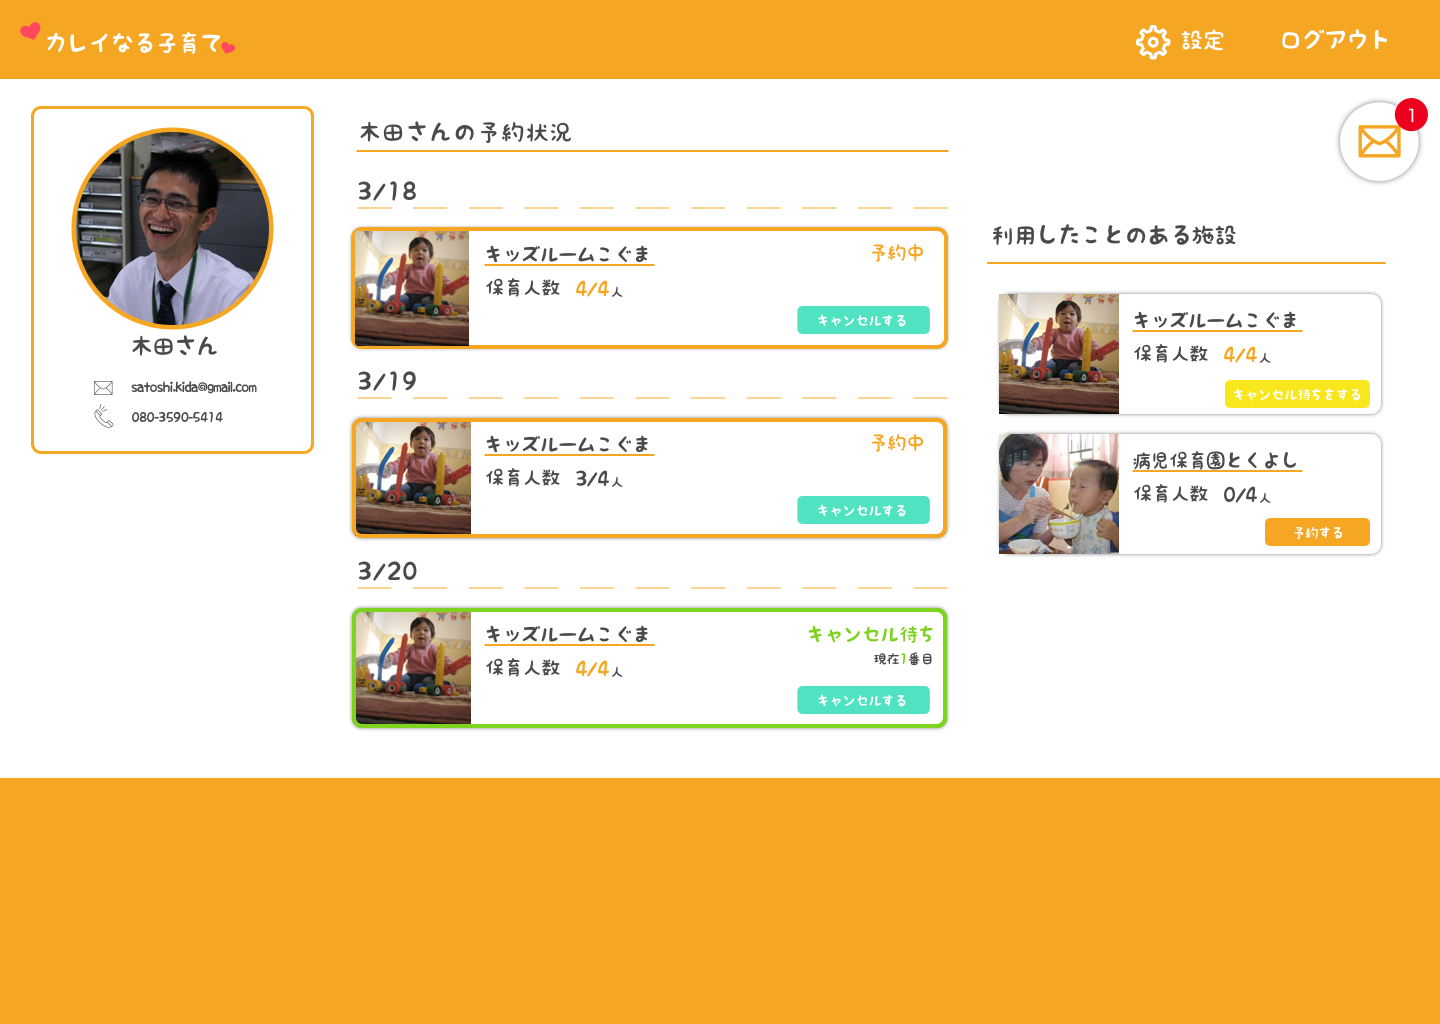 カレイなる子育て
設定
ログアウト
1
木田さん
satoshi.kida@gmail.com
080-3590-5414
木田さんの予約状況
3/18
キッズルームこぐま
予約中
保育人数 4/4人
キャンセルする
3/19
キッズルームこぐま
予約中
保育人数 3/4人
キャンセルする
3/20
キッズルームこぐま
キャンセル待ち
現在1番目
保育人数 4/4人
キャンセルする
利用したことのある施設
キッズルームこぐま
保育人数 4/4人
キャンセル待ちをする
病児保育園とくよし
保育人数 0/4人
予約する